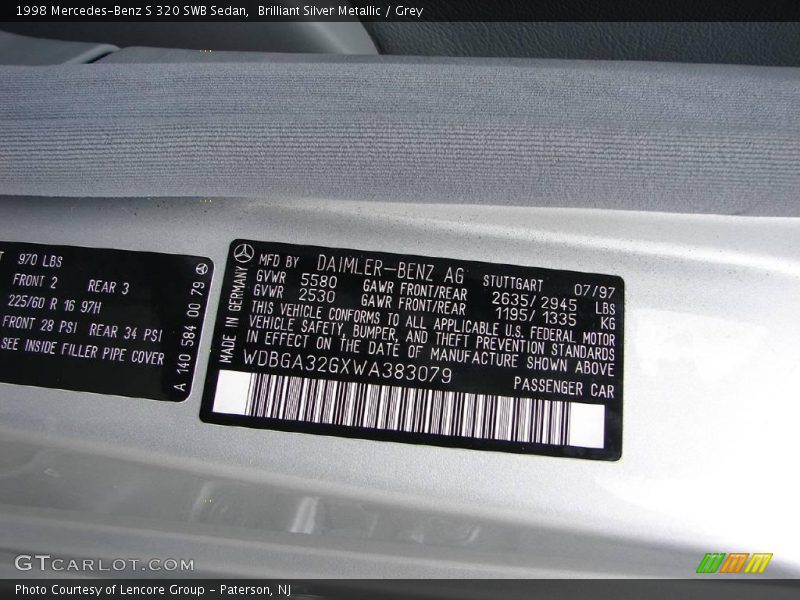 1998 Mercedes-Benz S 320 SWB Sedan,  Brilliant Silver Metallic / Grey
970 LBS
FRONT 2 REAR 3
225/60 R 16 97H
FRONT 28 PSI REAR 34 PSI
SEE INSIDE FILLER PIPE COVER
A 140 584 00 79
MADE IN GERMANY
MFD BY DAIMLER-BENZ AG STUTTGART 07/97
GVWR 5580 GAWR FRONT/REAR 2635/2945 LBS
GVWR 2530 GAWR FRONT/REAR 1195/1335 KG
THIS VEHICLE CONFORMS TO ALL APPLICABLE U.S. FEDERAL MOTOR
VEHICLE SAFETY, BUMPER, AND THEFT PREVENTION STANDARDS
IN EFFECT ON THE DATE OF MANUFACTURE SHOWN ABOVE
WDBGA32GXWA383079 PASSENGER CAR
GTCARLOT.COM
Photo Courtesy of Lencore Group - Paterson, NJ